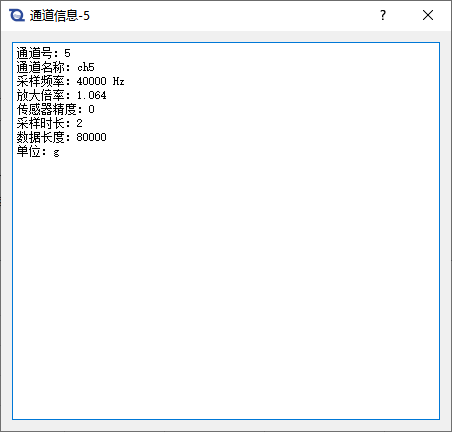 通道信息-5
?
通道号: 5
通道名称: ch5
采样频率: 40000 Hz
放大倍率: 1.064
传感器精度: 0
采样时长: 2
数据长度: 80000
单位: g